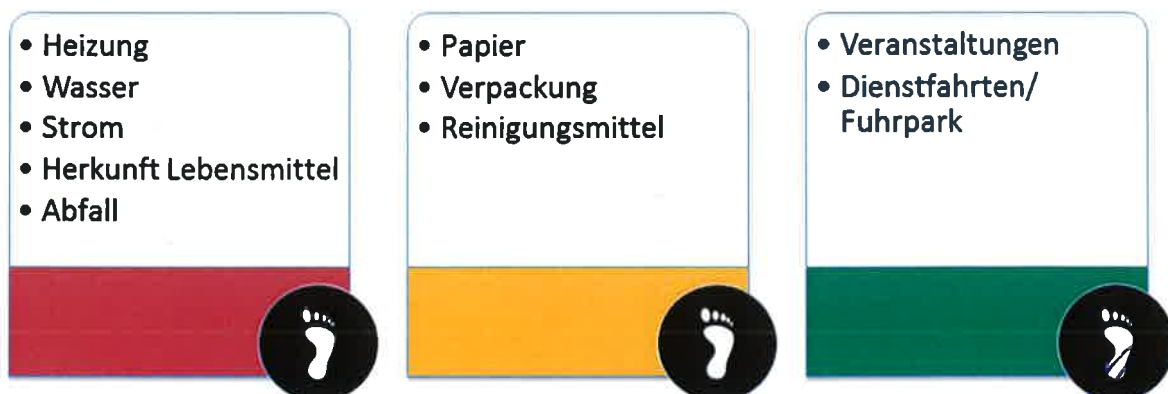 • Heizung
• Wasser
• Strom
• Herkunft Lebensmittel
• Abfall
• Papier
• Verpackung
• Reinigungsmittel
• Veranstaltungen
• Dienstfahrten/
Fuhrpark